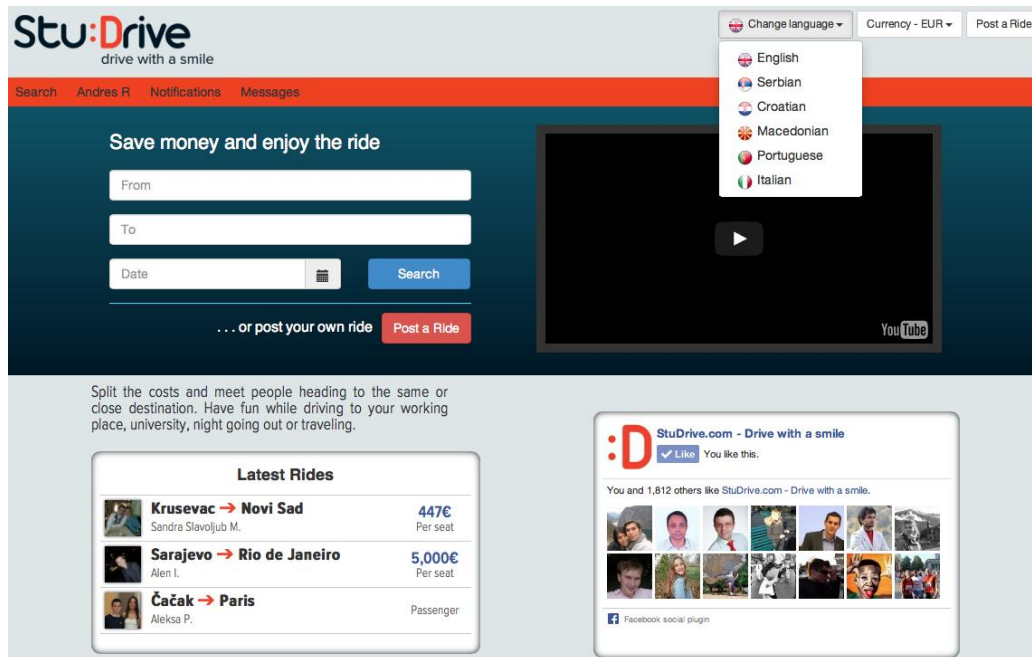 Stu:Drive
drive with a smile
Change language
Currency - EUR
Post a Ride
English
Serbian
Croatian
Macedonian
Portuguese
Italian
Search
Andres R
Notifications
Messages
Save money and enjoy the ride
From
To
Date
Search
. . . or post your own ride
Post a Ride
YouTube
Split the costs and meet people heading to the same or
close destination. Have fun while driving to your working
place, university, night going out or traveling.
Latest Rides
Krusevac → Novi Sad
447€
Sandra Slavoljub M.
Per seat
Sarajevo → Rio de Janeiro
5,000€
Alen I.
Per seat
Čačak → Paris
Passenger
Aleksa P.
:D
StuDrive.com - Drive with a smile
Like
You like this.
You and 1,812 others like StuDrive.com - Drive with a smile.
Facebook social plugin